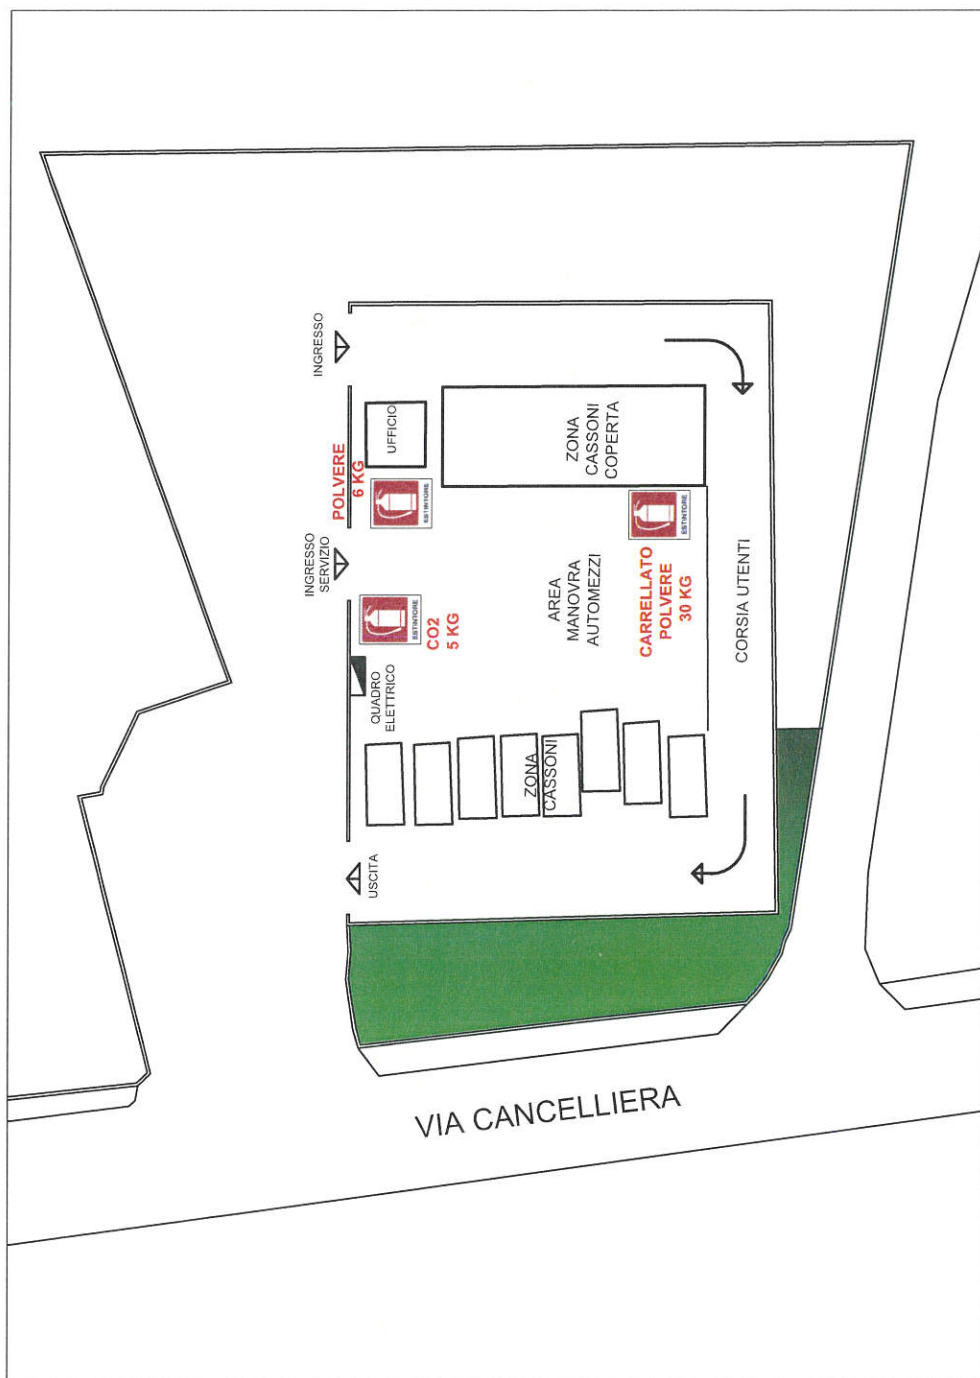 INGRESSO
UFFICIO
POLVERE
6 KG
ESTINTORE
ZONA
CASSONI
COPERTA
INGRESSO
SERVIZIO
ESTINTORE
CO2
5 KG
AREA
MANOVRA
AUTOMEZZI
ESTINTORE
CARRELLATO
POLVERE
30 KG
CORSIA UTENTI
QUADRO
ELETTRICO
ZONA
CASSONI
USCITA
VIA CANCELLIERA